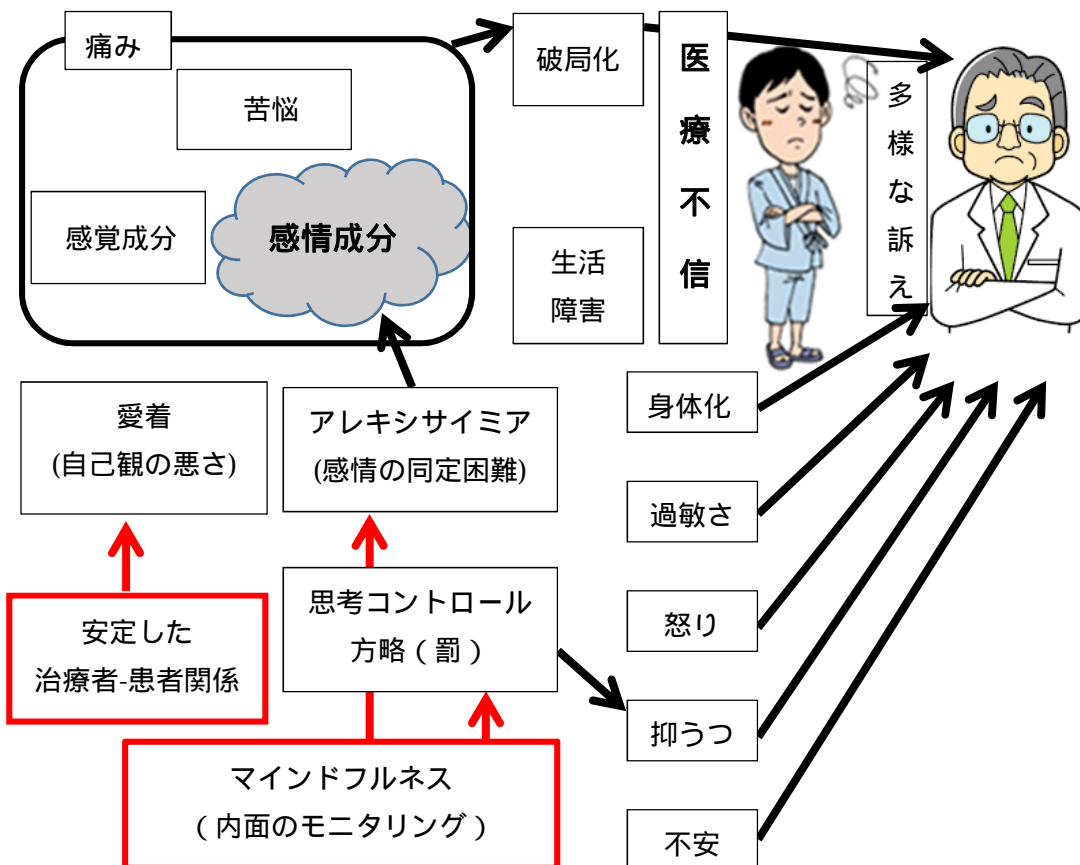 痛み
苦悩
感覚成分
感情成分
破局化
生活
障害
医療不信
多様な訴え
愛着
(自己観の悪さ)
アレキシサイミア
(感情の同定困難)
安定した
治療者-患者関係
思考コントロール
方略（罰）
マインドフルネス
（内面のモニタリング）
身体化
過敏さ
怒り
抑うつ
不安